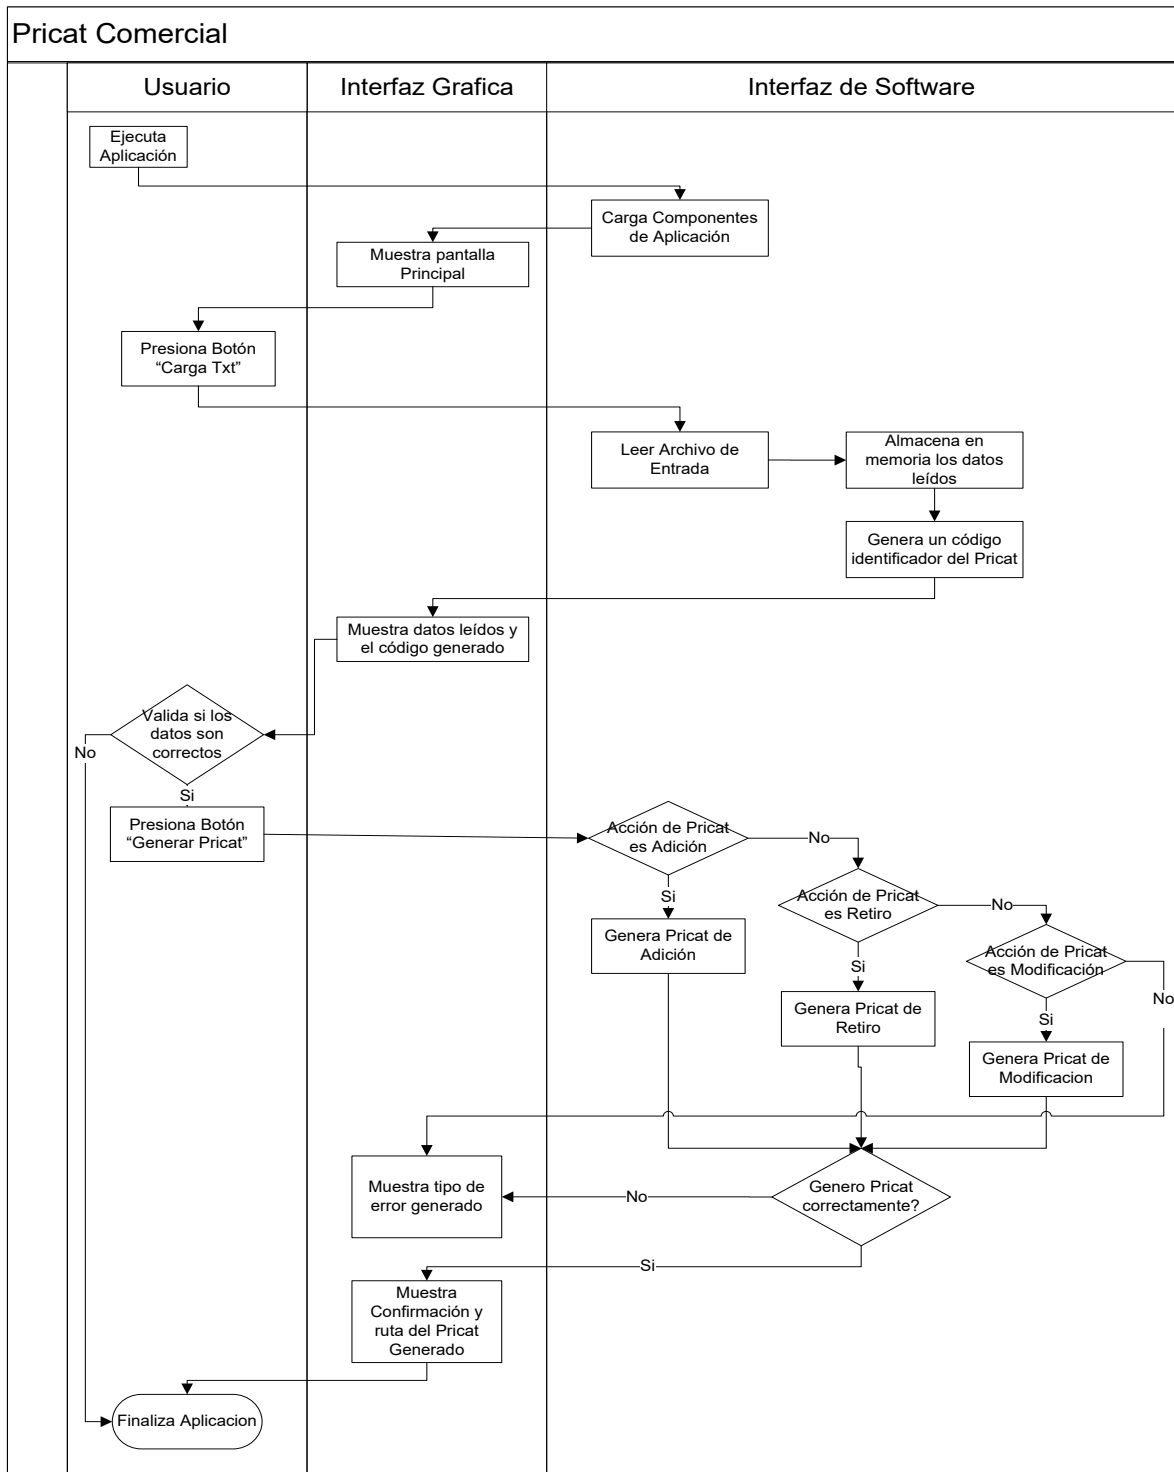 Pricat Comercial
Usuario
Interfaz Grafica
Interfaz de Software
Ejecuta
Aplicación
Carga Componentes
de Aplicación
Muestra pantalla
Principal
Presiona Botón
“Carga Txt”
Leer Archivo de
Entrada
Almacena en
memoria los datos
leídos
Genera un código
identificador del Pricat
Muestra datos leídos y
el código generado
Valida si los
datos son
correctos
No
Si
Presiona Botón
“Generar Pricat”
Acción de Pricat
es Adición
No
Si
Acción de Pricat
es Retiro
No
Genera Pricat de
Adición
Acción de Pricat
es Modificación
Si
No
Genera Pricat de
Retiro
Si
Genera Pricat de
Modificacion
Muestra tipo de
error generado
No
Genero Pricat
correctamente?
Si
Muestra
Confirmación y
ruta del Pricat
Generado
Finaliza Aplicacion